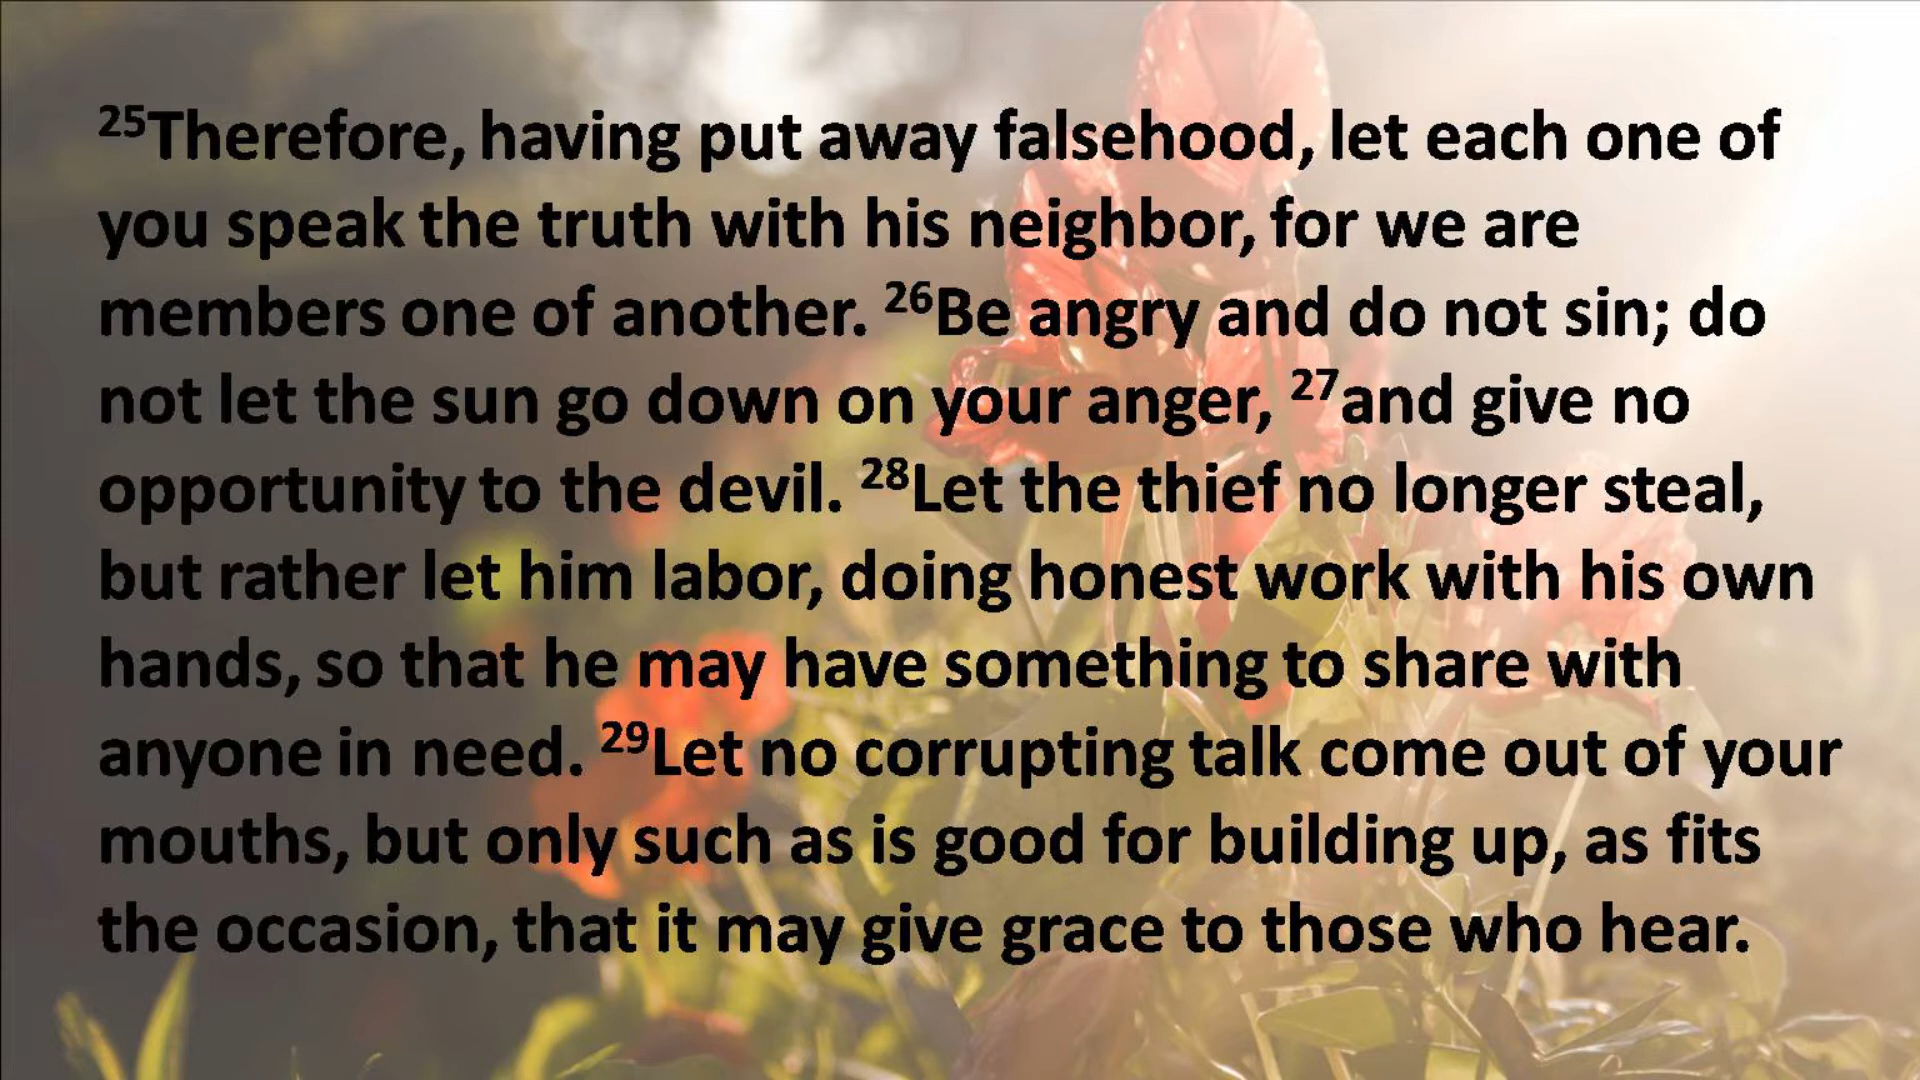 25Therefore, having put away falsehood, let each one of
you speak the truth with his neighbor, for we are
members one of another. 26Be angry and do not sin; do
not let the sun go down on your anger, 27and give no
opportunity to the devil. 28Let the thief no longer steal,
but rather let him labor, doing honest work with his own
hands, so that he may have something to share with
anyone in need. 29Let no corrupting talk come out of your
mouths, but only such as is good for building up, as fits
the occasion, that it may give grace to those who hear.